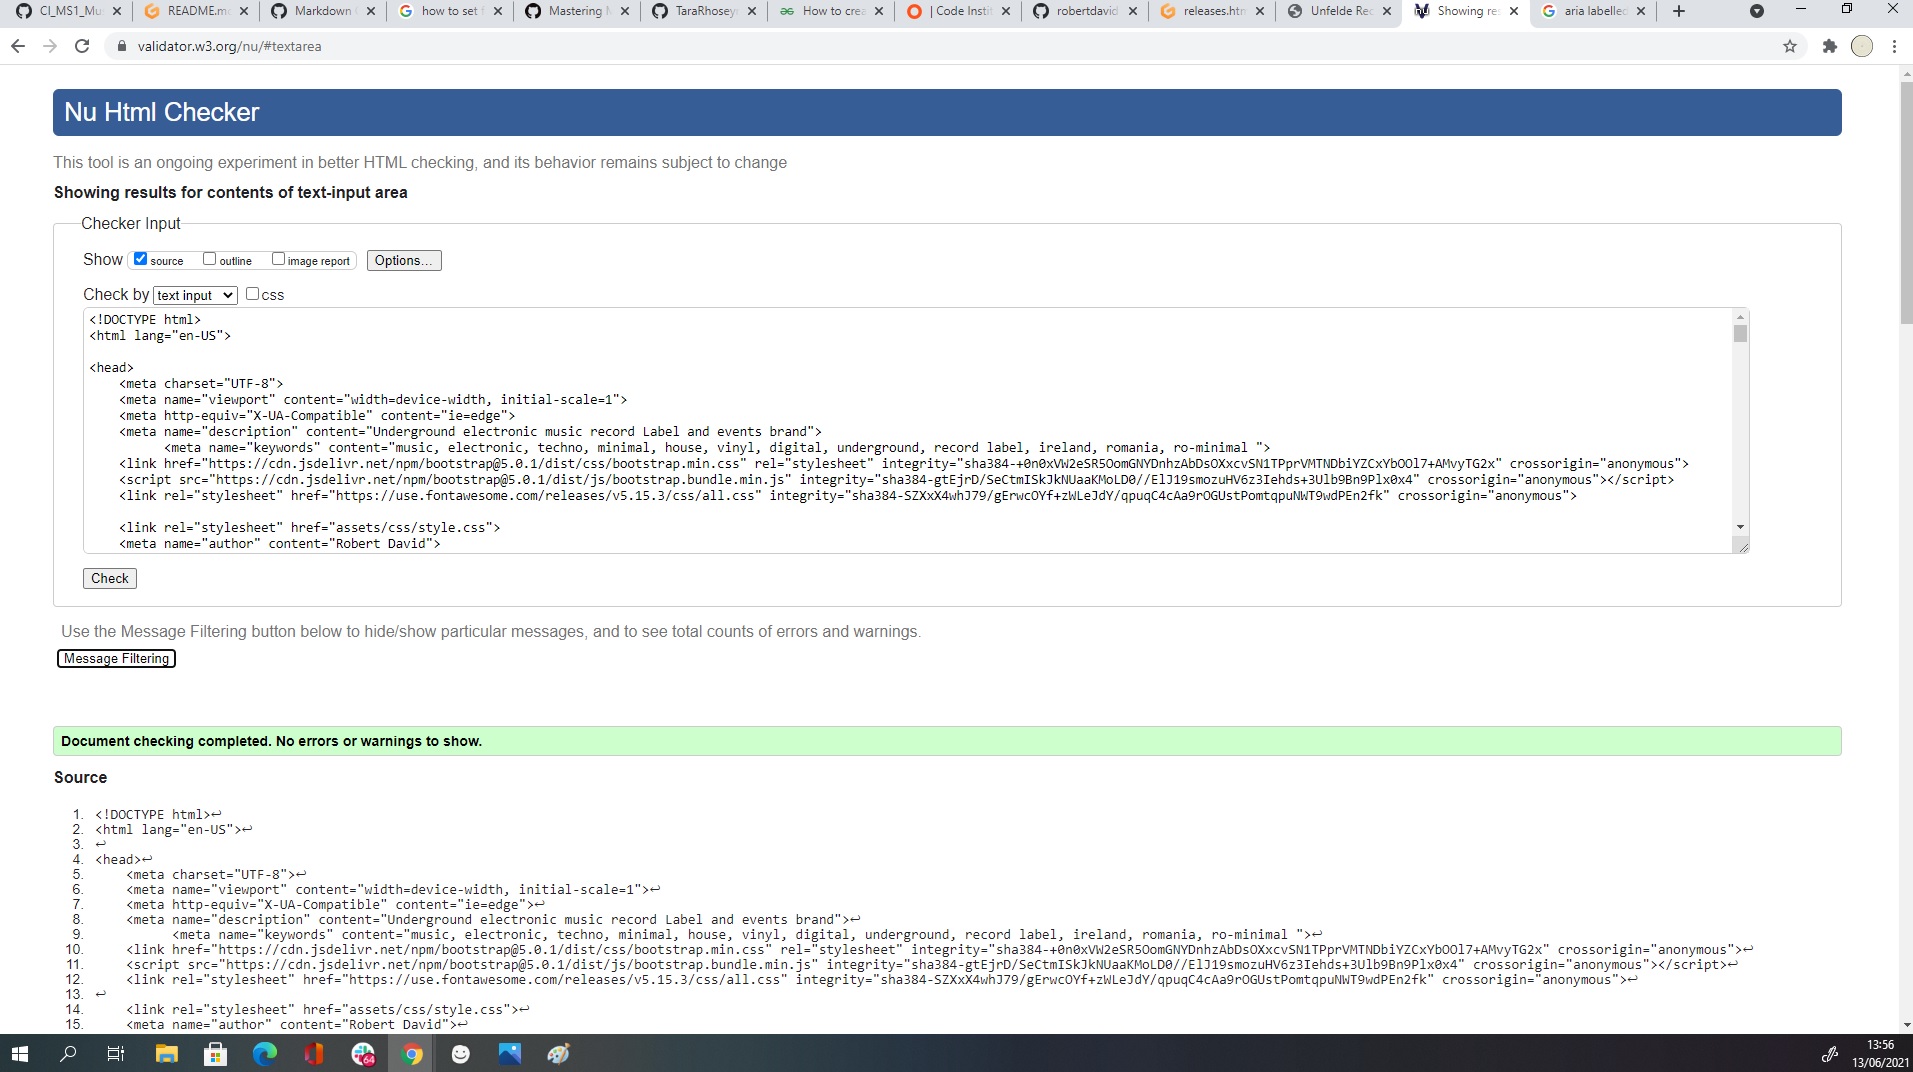 CI_MS1_Mu
README.m
Markdown
how to set
Mastering
TaraRhosey
How to crea
| Code Instit
robertdavid
releases.htm
Unfelde Rec
Showing res
aria labelled
validator.w3.org/nu/#textarea
Nu Html Checker
This tool is an ongoing experiment in better HTML checking, and its behavior remains subject to change
Showing results for contents of text-input area
Checker Input
Show source outline image report Options...
Check by text input css
<!DOCTYPE html>
<html lang="en-US">
<head>
<meta charset="UTF-8">
<meta name="viewport" content="width=device-width, initial-scale=1">
<meta http-equiv="X-UA-Compatible" content="ie=edge">
<meta name="description" content="Underground electronic music record Label and events brand">
<meta name="keywords" content="music, electronic, techno, minimal, house, vinyl, digital, underground, record label, ireland, romania, ro-minimal ">
<link href="https://cdn.jsdelivr.net/npm/bootstrap@5.0.1/dist/css/bootstrap.min.css" rel="stylesheet" integrity="sha384-+0n0xVW2eSR5OomGNYDnhzAbDsOXxcvSN1TPprVMTNDbiYZCxYbOOl7+AMvyTG2x" crossorigin="anonymous">
<script src="https://cdn.jsdelivr.net/npm/bootstrap@5.0.1/dist/js/bootstrap.bundle.min.js" integrity="sha384-gtEjrD/SeCtmISkJkNUaaKMoLD0//ElJ19smozuHV6z3Iehds+3Ulb9Bn9Plx0x4" crossorigin="anonymous"></script>
<link rel="stylesheet" href="https://use.fontawesome.com/releases/v5.15.3/css/all.css" integrity="sha384-SZXxX4whJ79/gErwcOYf+zWLeJdY/qpuqC4cAa9rOGUstPomtqpuNWT9wdPEn2fk" crossorigin="anonymous">
<link rel="stylesheet" href="assets/css/style.css">
<meta name="author" content="Robert David">
Check
Use the Message Filtering button below to hide/show particular messages, and to see total counts of errors and warnings.
Message Filtering
Document checking completed. No errors or warnings to show.
Source
1. <!DOCTYPE html>↩
2. <html lang="en-US">↩
3. ↩
4. <head>↩
5. <meta charset="UTF-8">↩
6. <meta name="viewport" content="width=device-width, initial-scale=1">↩
7. <meta http-equiv="X-UA-Compatible" content="ie=edge">↩
8. <meta name="description" content="Underground electronic music record Label and events brand">↩
9. <meta name="keywords" content="music, electronic, techno, minimal, house, vinyl, digital, underground, record label, ireland, romania, ro-minimal ">↩
10. <link href="https://cdn.jsdelivr.net/npm/bootstrap@5.0.1/dist/css/bootstrap.min.css" rel="stylesheet" integrity="sha384-+0n0xVW2eSR5OomGNYDnhzAbDsOXxcvSN1TPprVMTNDbiYZCxYbOOl7+AMvyTG2x" crossorigin="anonymous">↩
11. <script src="https://cdn.jsdelivr.net/npm/bootstrap@5.0.1/dist/js/bootstrap.bundle.min.js" integrity="sha384-gtEjrD/SeCtmISkJkNUaaKMoLD0//ElJ19smozuHV6z3Iehds+3Ulb9Bn9Plx0x4" crossorigin="anonymous"></script>↩
12. <link rel="stylesheet" href="https://use.fontawesome.com/releases/v5.15.3/css/all.css" integrity="sha384-SZXxX4whJ79/gErwcOYf+zWLeJdY/qpuqC4cAa9rOGUstPomtqpuNWT9wdPEn2fk" crossorigin="anonymous">↩
13. ↩
14. <link rel="stylesheet" href="assets/css/style.css">↩
15. <meta name="author" content="Robert David">↩
64
13:56
13/06/2021